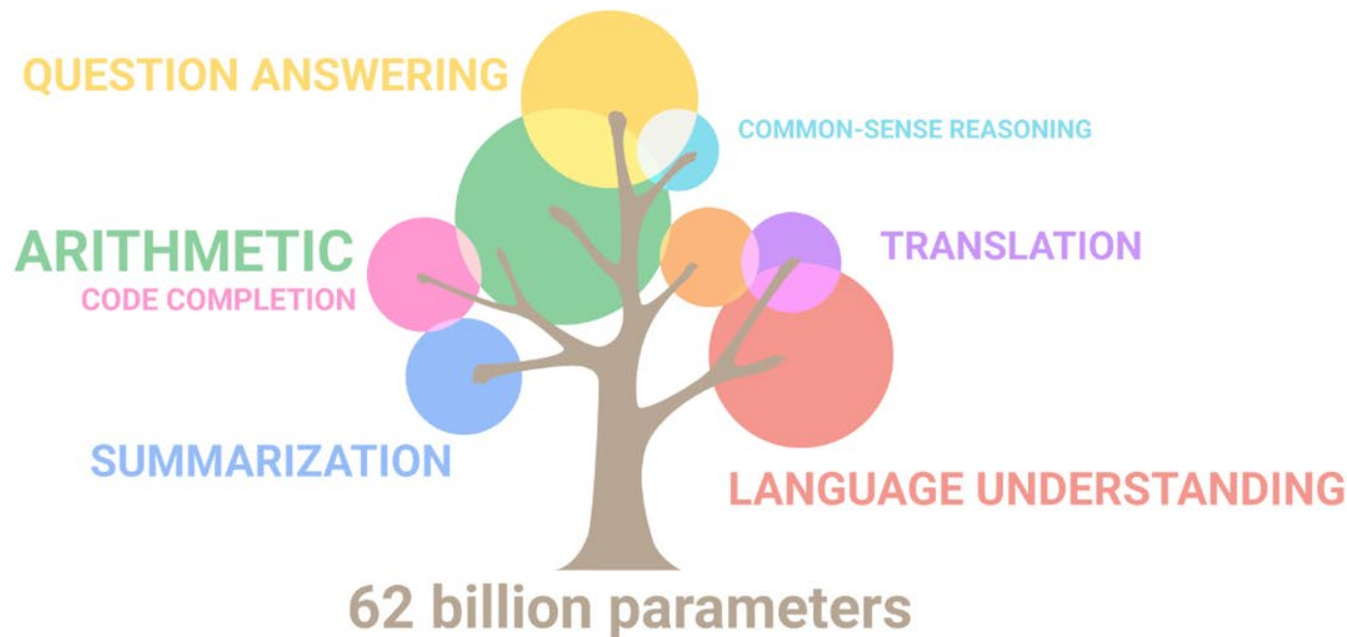 QUESTION ANSWERING
COMMON-SENSE REASONING
ARITHMETIC
TRANSLATION
CODE COMPLETION
SUMMARIZATION
LANGUAGE UNDERSTANDING
62 billion parameters